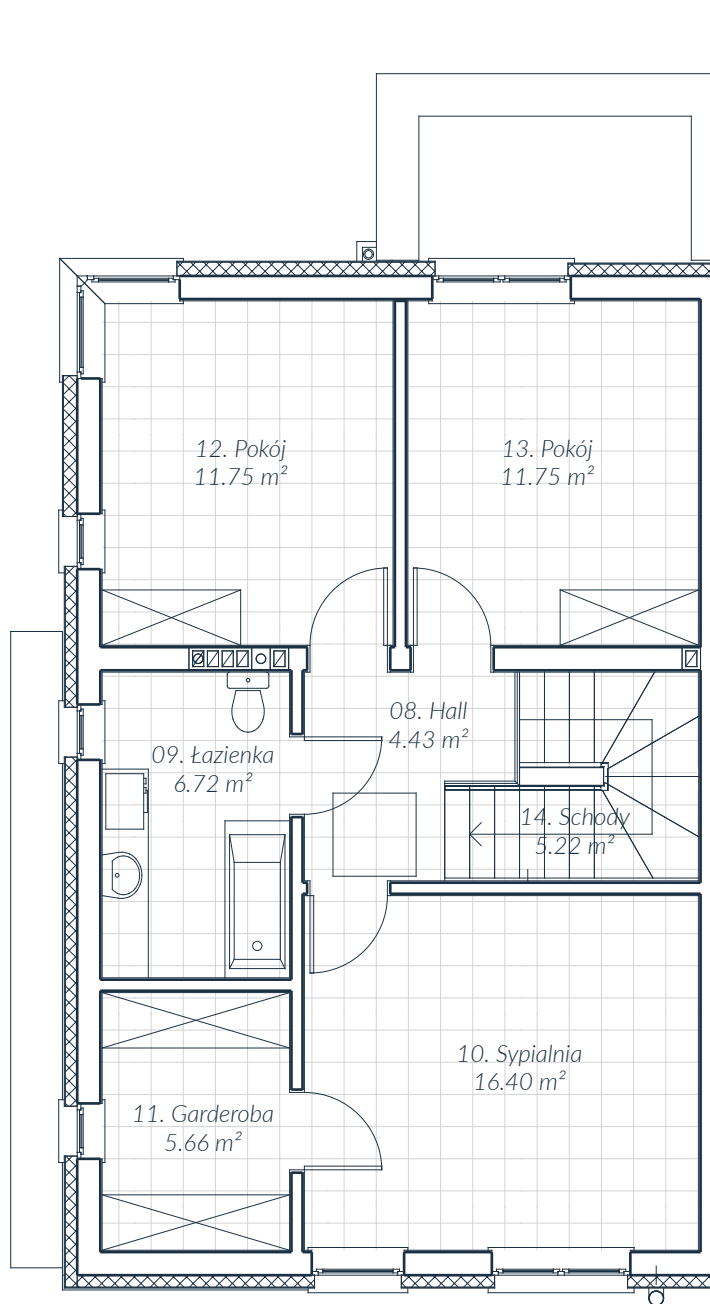 12. Pokój
11.75 m²
13. Pokój
11.75 m²
08. Hall
4.43 m²
09. Łazienka
6.72 m²
14. Schody
5.22 m²
10. Sypialnia
16.40 m²
11. Garderoba
5.66 m²